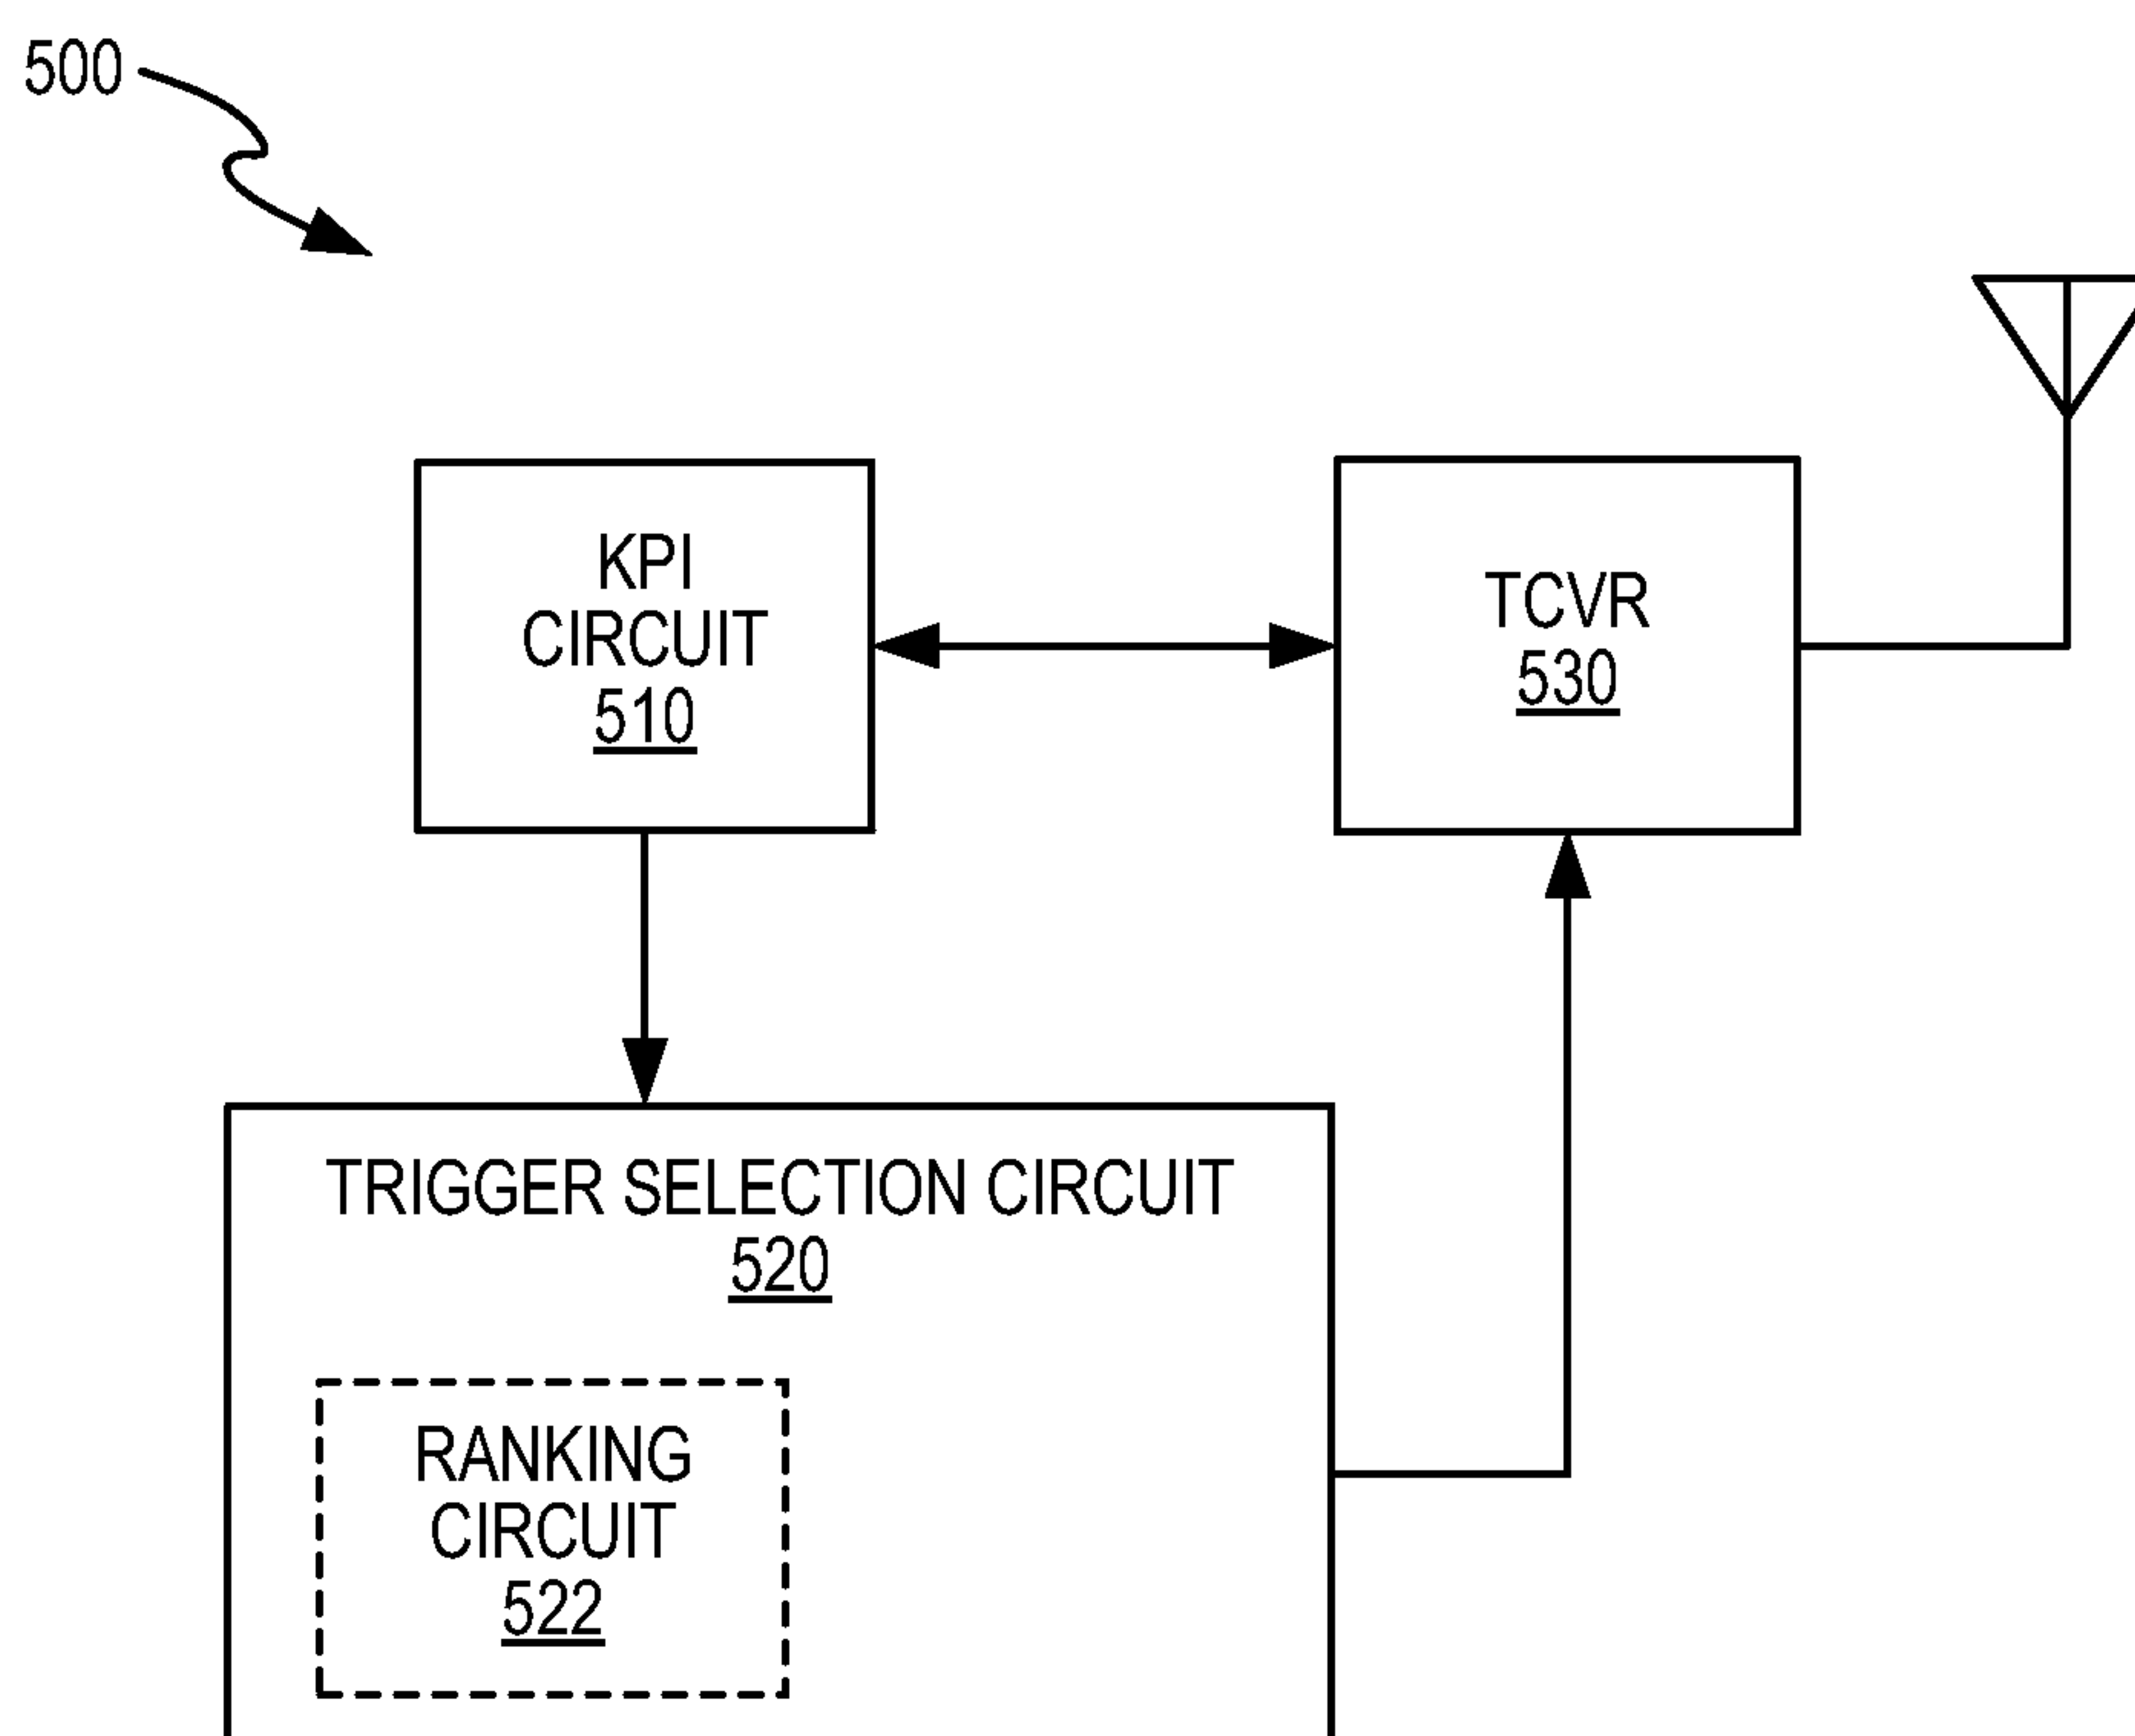 500
KPI
CIRCUIT
510
TCVR
530
TRIGGER SELECTION CIRCUIT
520
RANKING
CIRCUIT
522